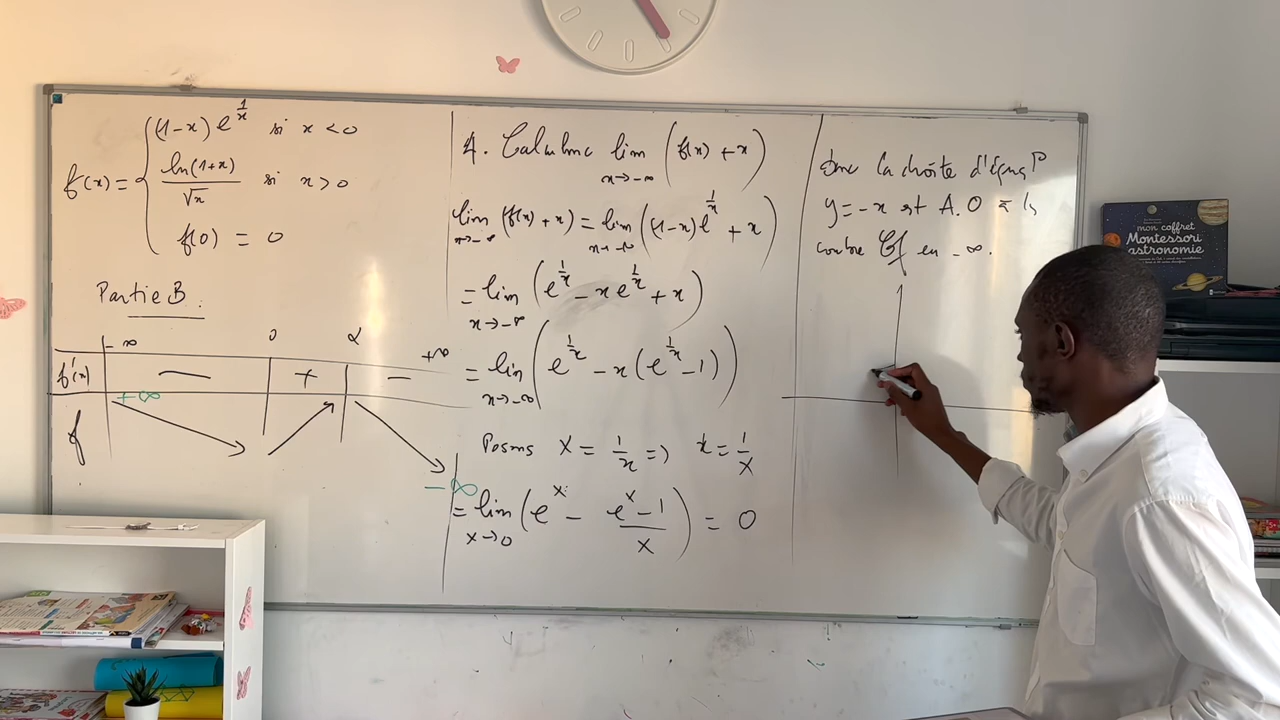 f(x) = { (1-x) e^{1/x} si x < 0
ln(1+x) / √x si x > 0
f(0) = 0
Partie B :
-∞ 0 α +∞
f'(x) - + -
+∞
f
-∞
4. Calculons lim x→-∞ (f(x) + x)
lim x→-∞ (f(x) + x) = lim x→-∞ ((1-x) e^{1/x} + x)
= lim x→-∞ (e^{1/x} - x e^{1/x} + x)
= lim x→-∞ (e^{1/x} - x (e^{1/x} - 1))
Posons X = 1/x => x = 1/X
= lim x→0 (e^x - (e^x - 1)/X) = 0
Donc la droite d'équa°
y = -x est A.O à la
courbe Cf en -∞.
mon coffret
Montessori
astronomie